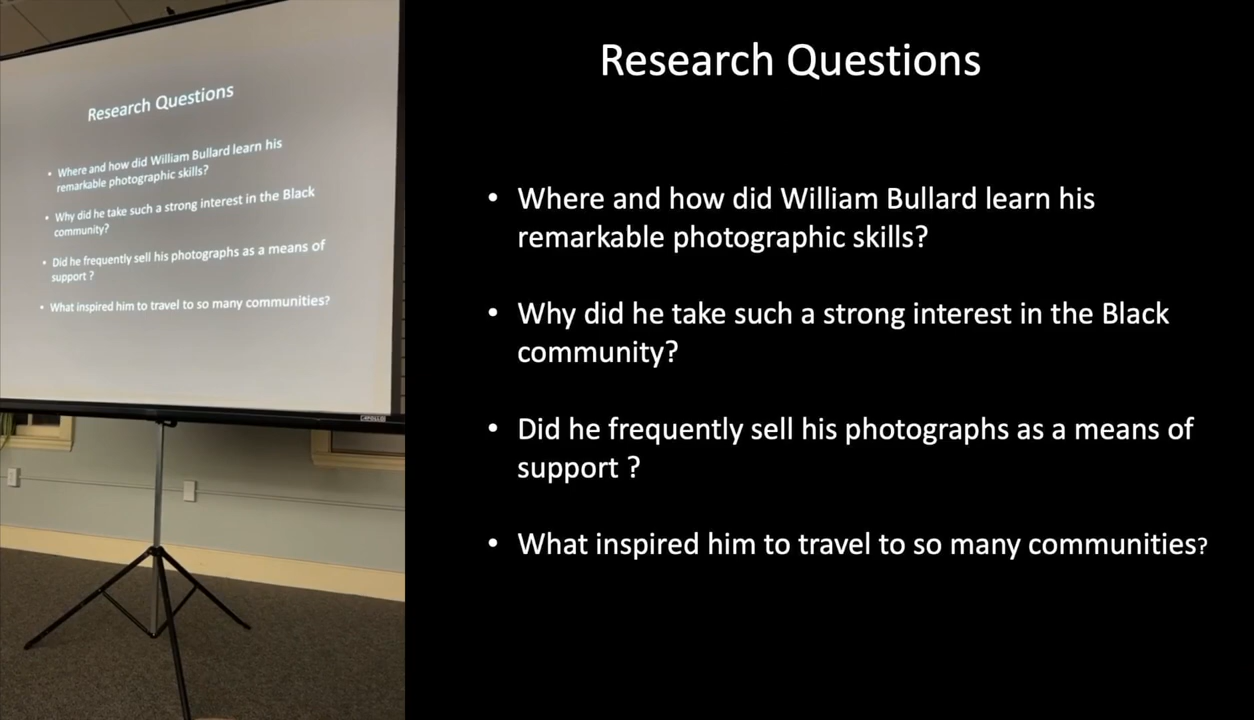 Research Questions
• Where and how did William Bullard learn his
remarkable photographic skills?
• Why did he take such a strong interest in the Black
community?
• Did he frequently sell his photographs as a means of
support ?
• What inspired him to travel to so many communities?
Research Questions
• Where and how did William Bullard learn his
remarkable photographic skills?
• Why did he take such a strong interest in the Black
community?
• Did he frequently sell his photographs as a means of
support ?
• What inspired him to travel to so many communities?